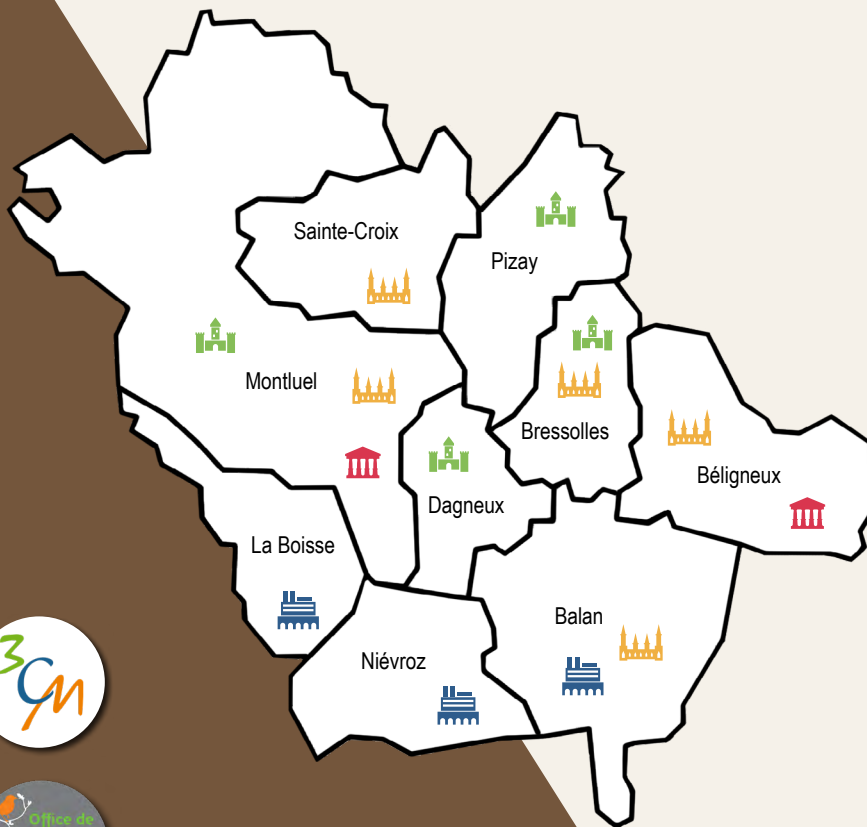 Sainte-Croix
Pizay
Montluel
Bressolles
Béligneux
Dagneux
La Boisse
Balan
Niévroz
3CM
Office de